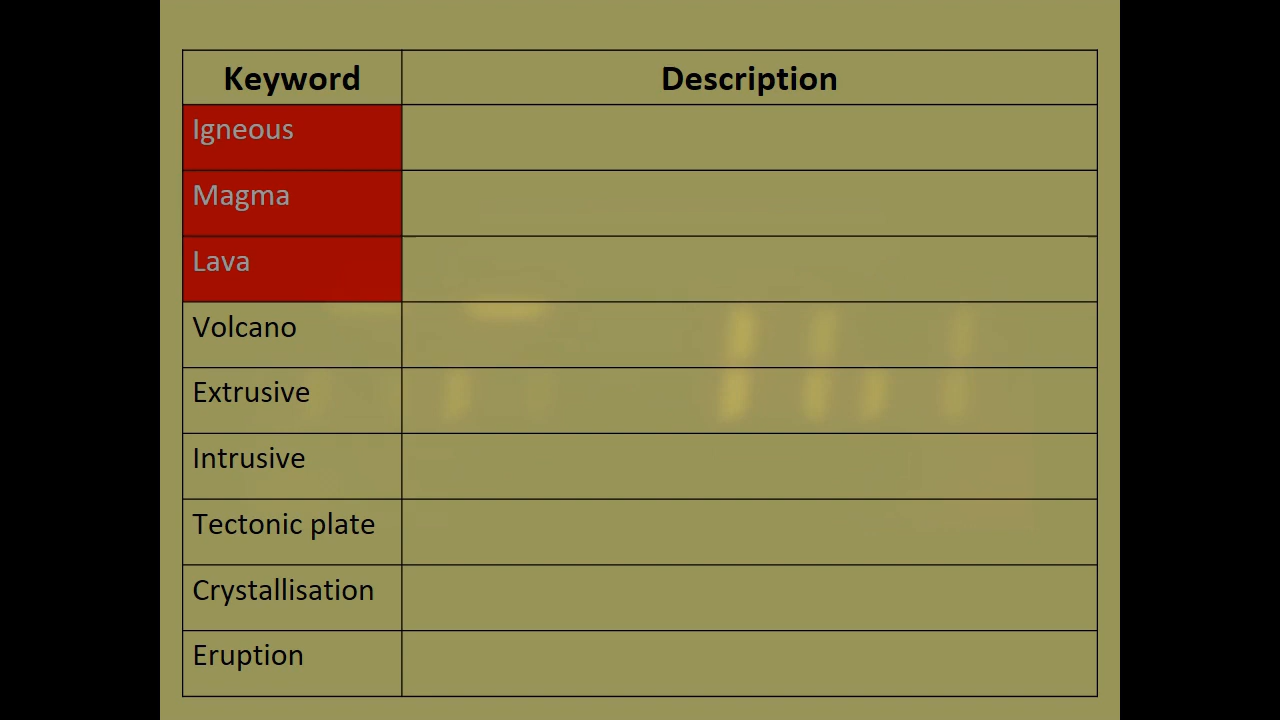 Keyword Description
Igneous
Magma
Lava
Volcano
Extrusive
Intrusive
Tectonic plate
Crystallisation
Eruption